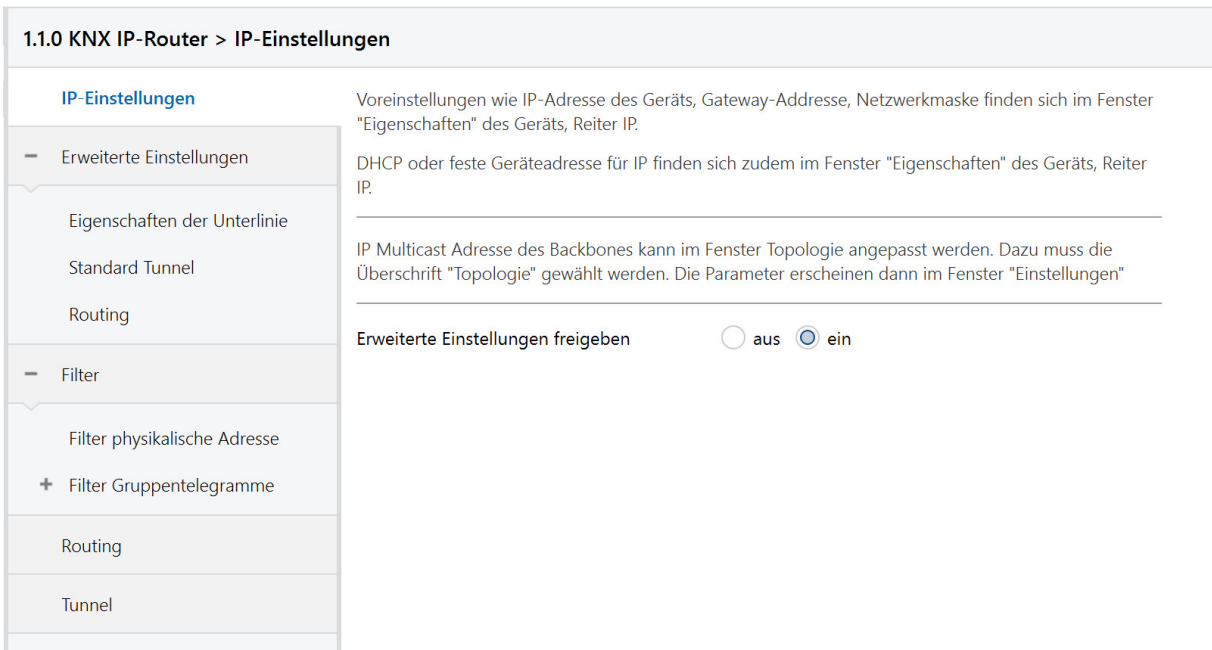 1.1.0 KNX IP-Router > IP-Einstellungen
IP-Einstellungen
Erweiterte Einstellungen
Eigenschaften der Unterlinie
Standard Tunnel
Routing
Filter
Filter physikalische Adresse
Filter Gruppentelegramme
Routing
Tunnel
Voreinstellungen wie IP-Adresse des Geräts, Gateway-Addresse, Netzwerkmaske finden sich im Fenster
"Eigenschaften" des Geräts, Reiter IP.
DHCP oder feste Geräteadresse für IP finden sich zudem im Fenster "Eigenschaften" des Geräts, Reiter
IP.
IP Multicast Adresse des Backbones kann im Fenster Topologie angepasst werden. Dazu muss die
Überschrift "Topologie" gewählt werden. Die Parameter erscheinen dann im Fenster "Einstellungen"
Erweiterte Einstellungen freigeben aus ein